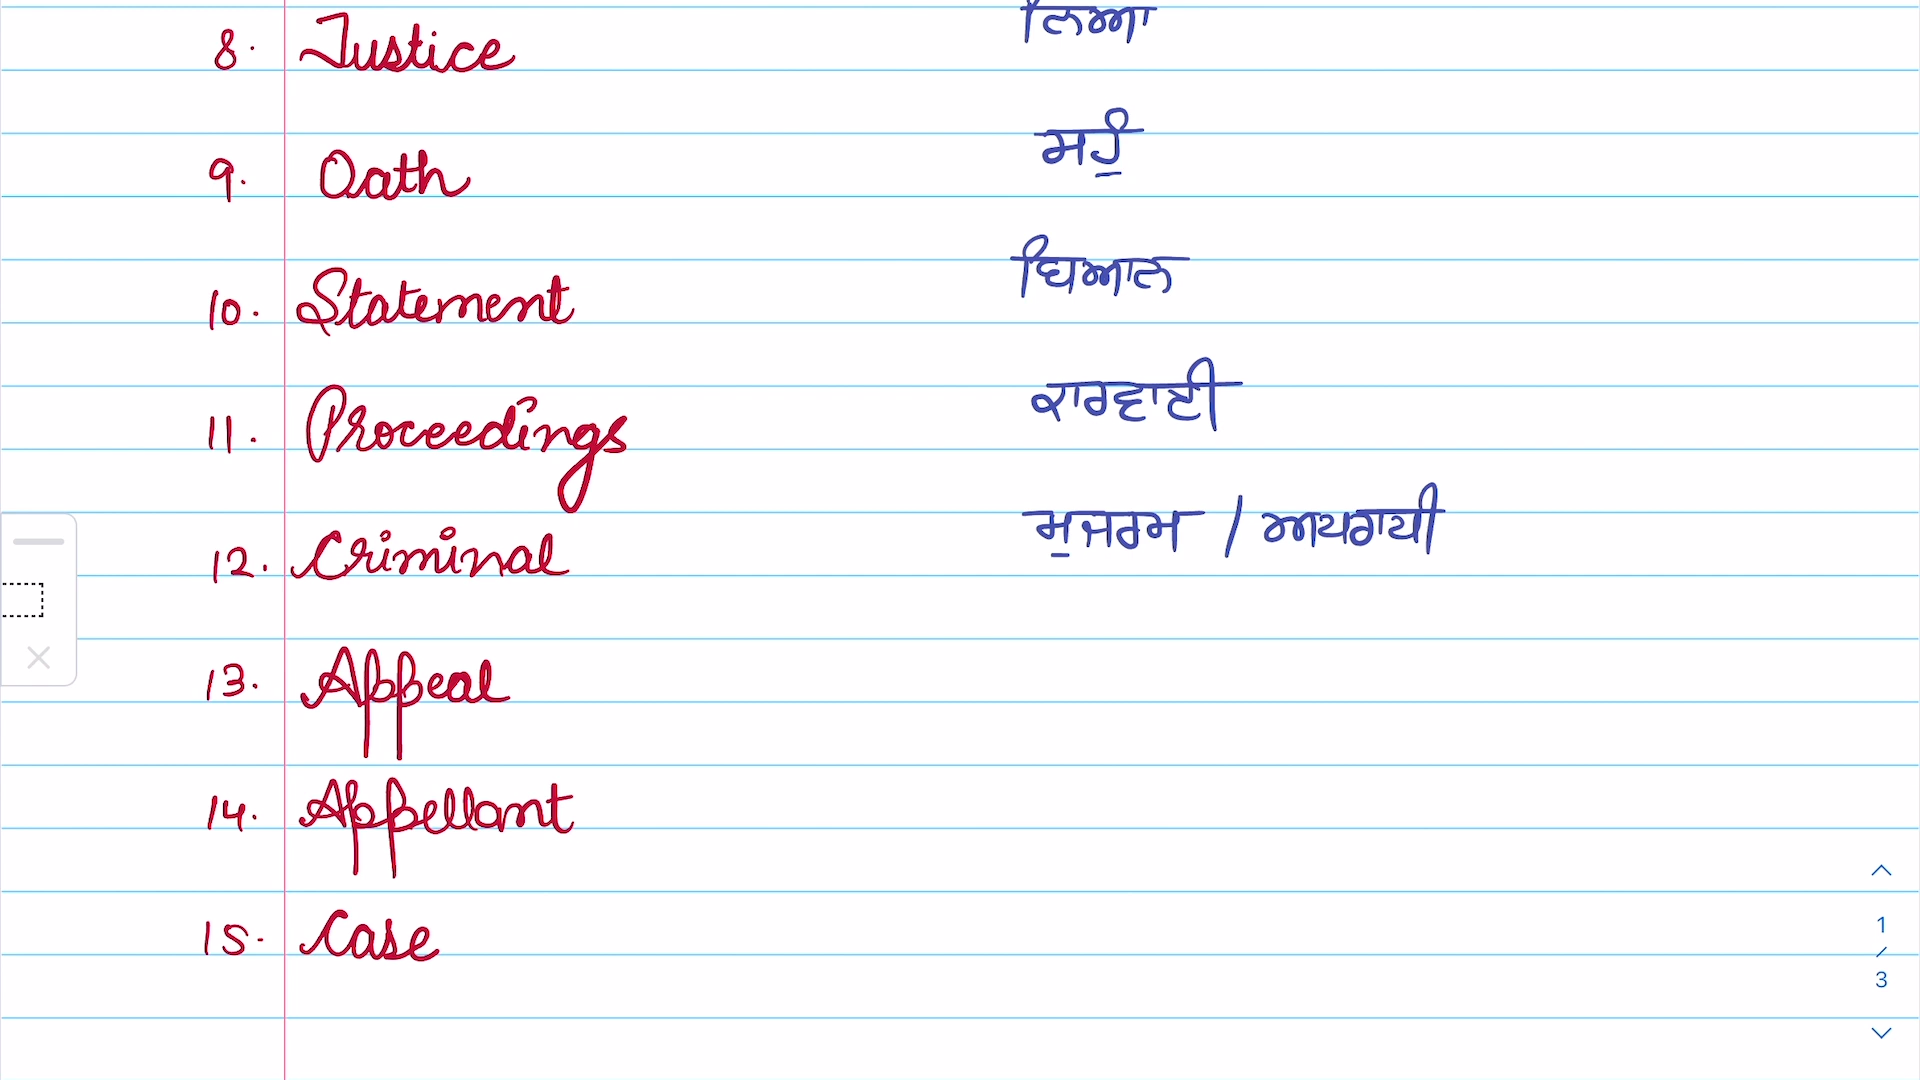 8. Justice ਨਿਆ
9. Oath ਸਹੁੰ
10. Statement ਬਿਆਨ
11. Proceedings ਕਾਰਵਾਈ
12. Criminal ਮੁਜਰਮ / ਅਪਰਾਧੀ
13. Appeal
14. Appellant
15. Case
1
/
3